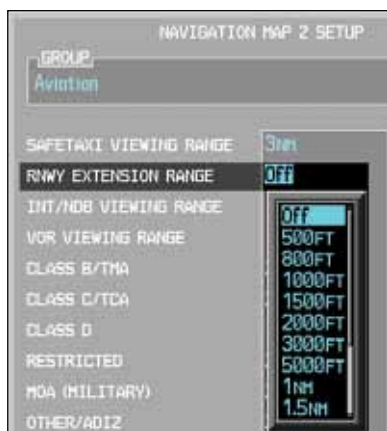 NAVIGATION MAP 2 SETUP
GROUP
Aviation
SAFETAXI VIEWING RANGE 3NM
RNWY EXTENSION RANGE Off
INT/NDB VIEWING RANGE
VOR VIEWING RANGE
CLASS B/TMA
CLASS C/TCA
CLASS D
RESTRICTED
MOA (MILITARY)
OTHER/ADIZ
Off
500FT
800FT
1000FT
1500FT
2000FT
3000FT
5000FT
1NM
1.5NM